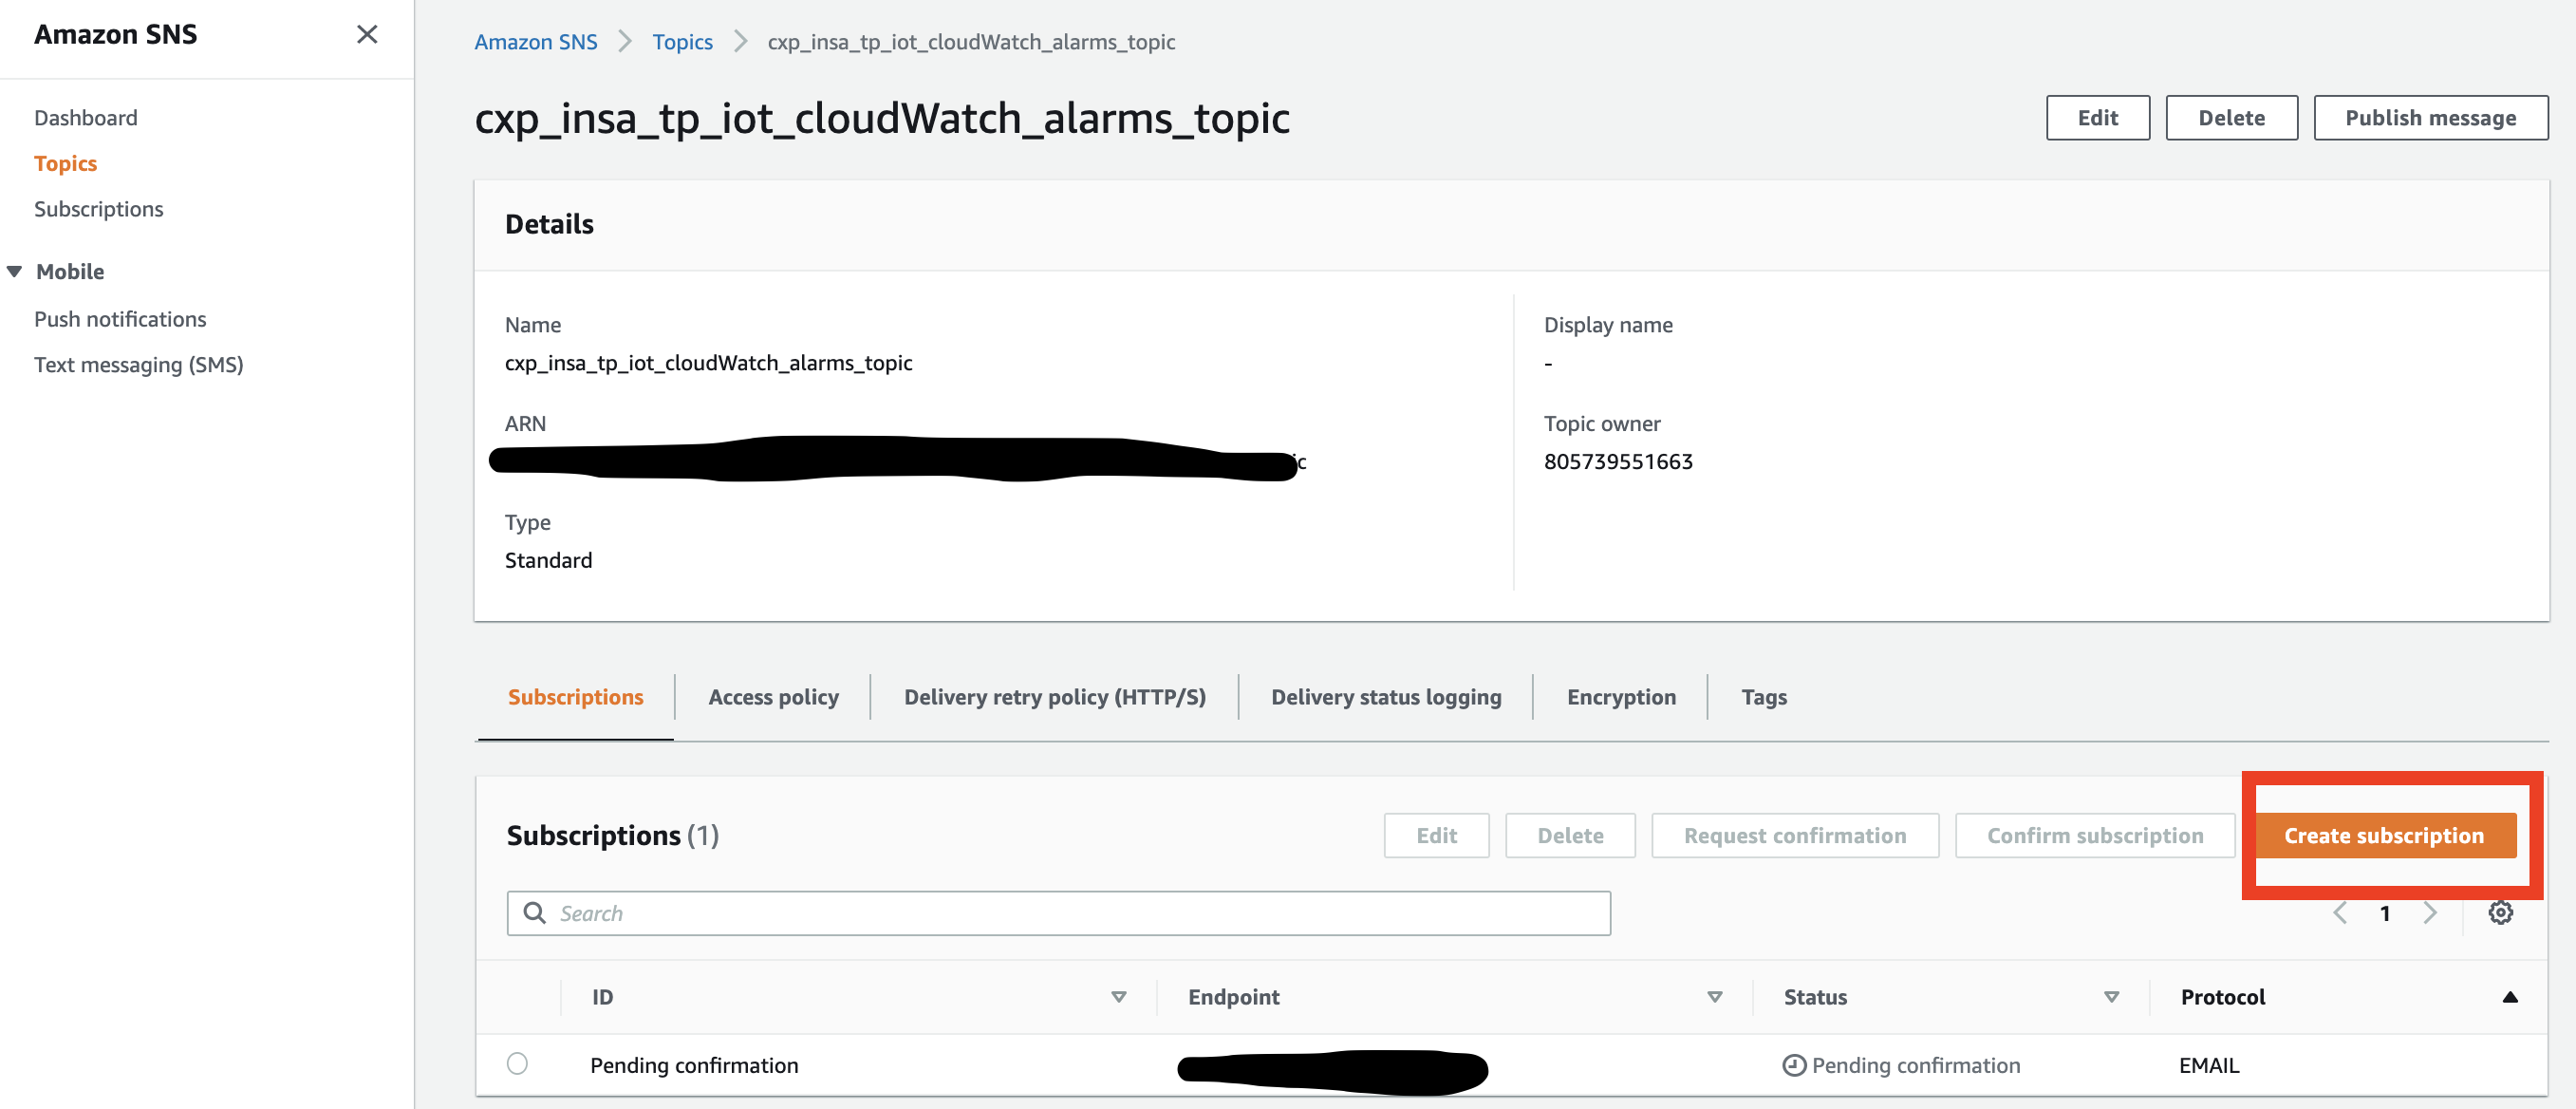 Amazon SNS
Dashboard
Topics
Subscriptions
Mobile
Push notifications
Text messaging (SMS)
Amazon SNS Topics cxp_insa_tp_iot_cloudWatch_alarms_topic
cxp_insa_tp_iot_cloudWatch_alarms_topic
Edit Delete Publish message
Details
Name
cxp_insa_tp_iot_cloudWatch_alarms_topic
ARN
ic
Type
Standard
Display name
-
Topic owner
805739551663
Subscriptions Access policy Delivery retry policy (HTTP/S) Delivery status logging Encryption Tags
Subscriptions (1)
Edit Delete Request confirmation Confirm subscription Create subscription
Search
1
ID Endpoint Status Protocol
Pending confirmation Pending confirmation EMAIL